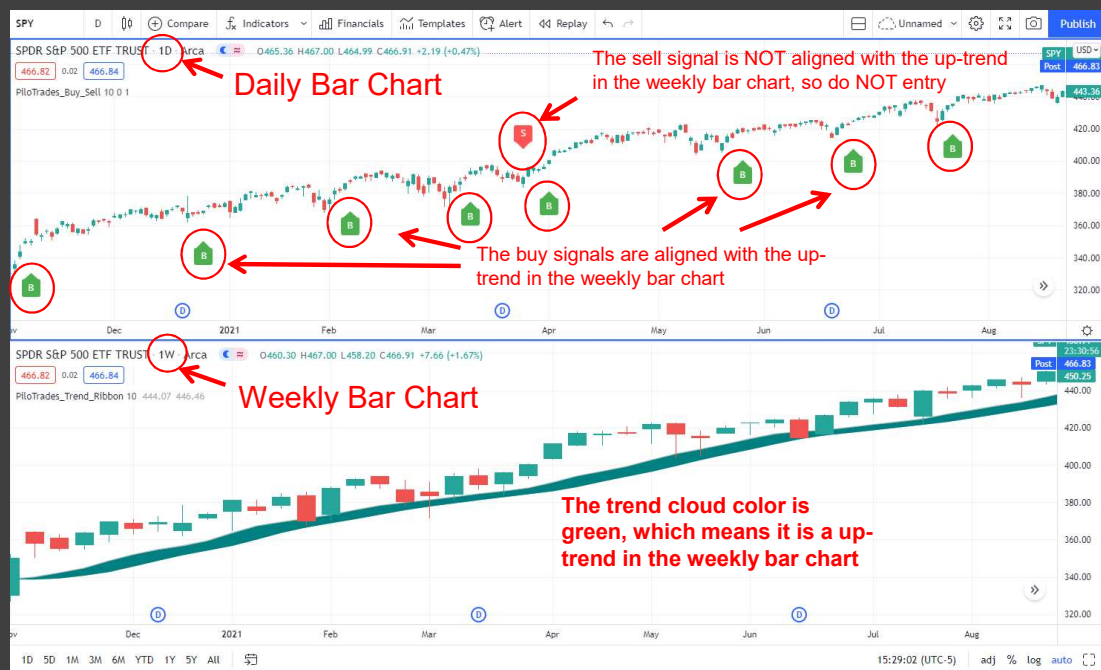 SPY D Compare Indicators Financials Templates Alert Replay Unnamed Publish
SPDR S&P 500 ETF TRUST · 1D · Arca O465.36 H467.00 L464.99 C466.91 +2.19 (+0.47%)
466.82 0.02 466.84
PiloTrades_Buy_Sell 10 0 1
Daily Bar Chart
The sell signal is NOT aligned with the up-trend
in the weekly bar chart, so do NOT entry
USD
SPY
Post 466.83
443.36
440.00
420.00
400.00
380.00
360.00
340.00
320.00
S
B
B
B
B
B
B
B
B
The buy signals are aligned with the up-
trend in the weekly bar chart
D D D
Dec 2021 Feb Mar Apr May Jun Jul Aug
SPDR S&P 500 ETF TRUST · 1W · Arca O460.30 H467.00 L458.20 C466.91 +7.66 (+1.67%)
466.82 0.02 466.84
PiloTrades_Trend_Ribbon 10 444.07 446.46
Weekly Bar Chart
23:30:56
Post 466.83
450.25
440.00
420.00
400.00
380.00
360.00
340.00
320.00
The trend cloud color is
green, which means it is a up-
trend in the weekly bar chart
D D D
Dec 2021 Feb Mar Apr May Jun Jul Aug
1D 5D 1M 3M 6M YTD 1Y 5Y All 15:29:02 (UTC-5) adj % log auto